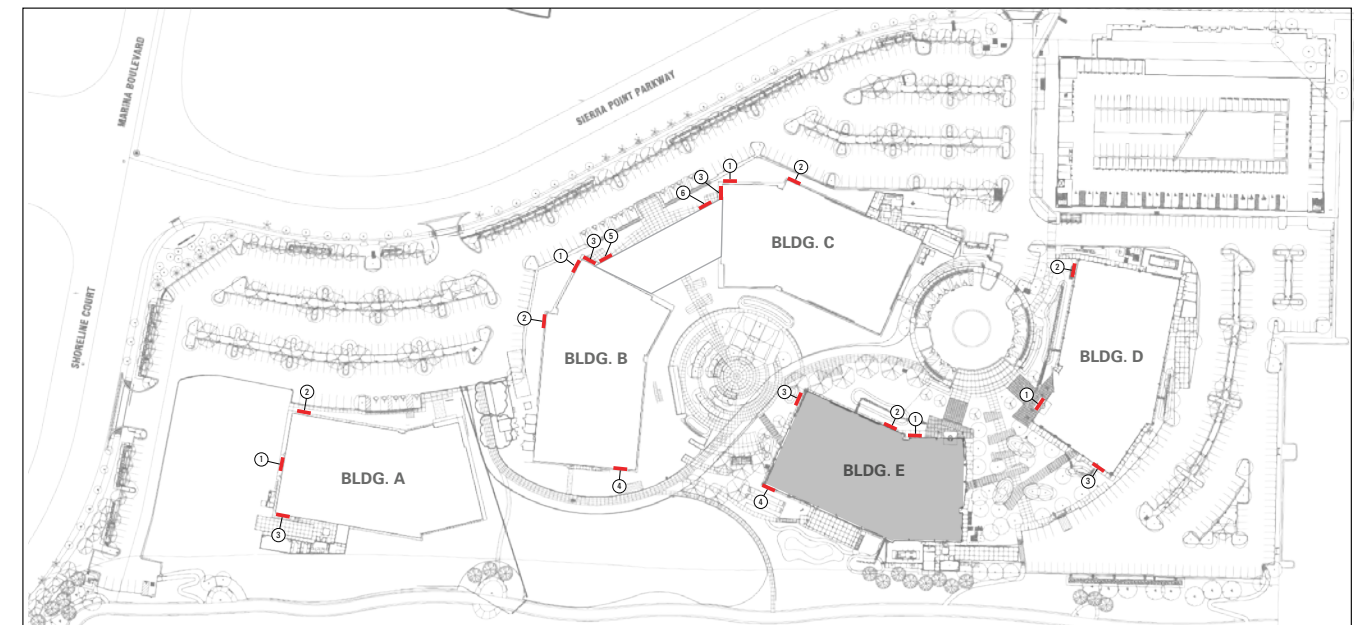 MARINA BOULEVARD
SIERRA POINT PARKWAY
SHORELINE COURT
1
2
3
6
BLDG. C
3
5
1
2
BLDG. B
4
2
1
BLDG. A
3
2
BLDG. D
1
3
3
2
1
BLDG. E
4